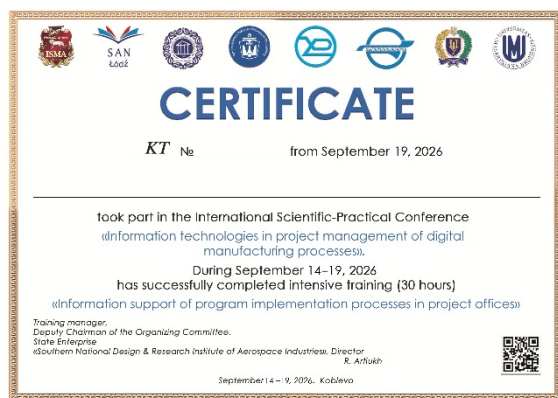 ISMA
SAN
Łódź
CERTIFICATE
KT № from September 19, 2026
took part in the International Scientific-Practical Conference
«Information technologies in project management of digital
manufacturing processes».
During September 14–19, 2026
has successfully completed intensive training (30 hours)
«Information support of program implementation processes in project offices»
Training manager,
Deputy Chairman of the Organizing Committee,
State Enterprise
«Southern National Design & Research Institute of Aerospace Industries», Director
R. Artiukh
September14 –19, 2026. Koblevo